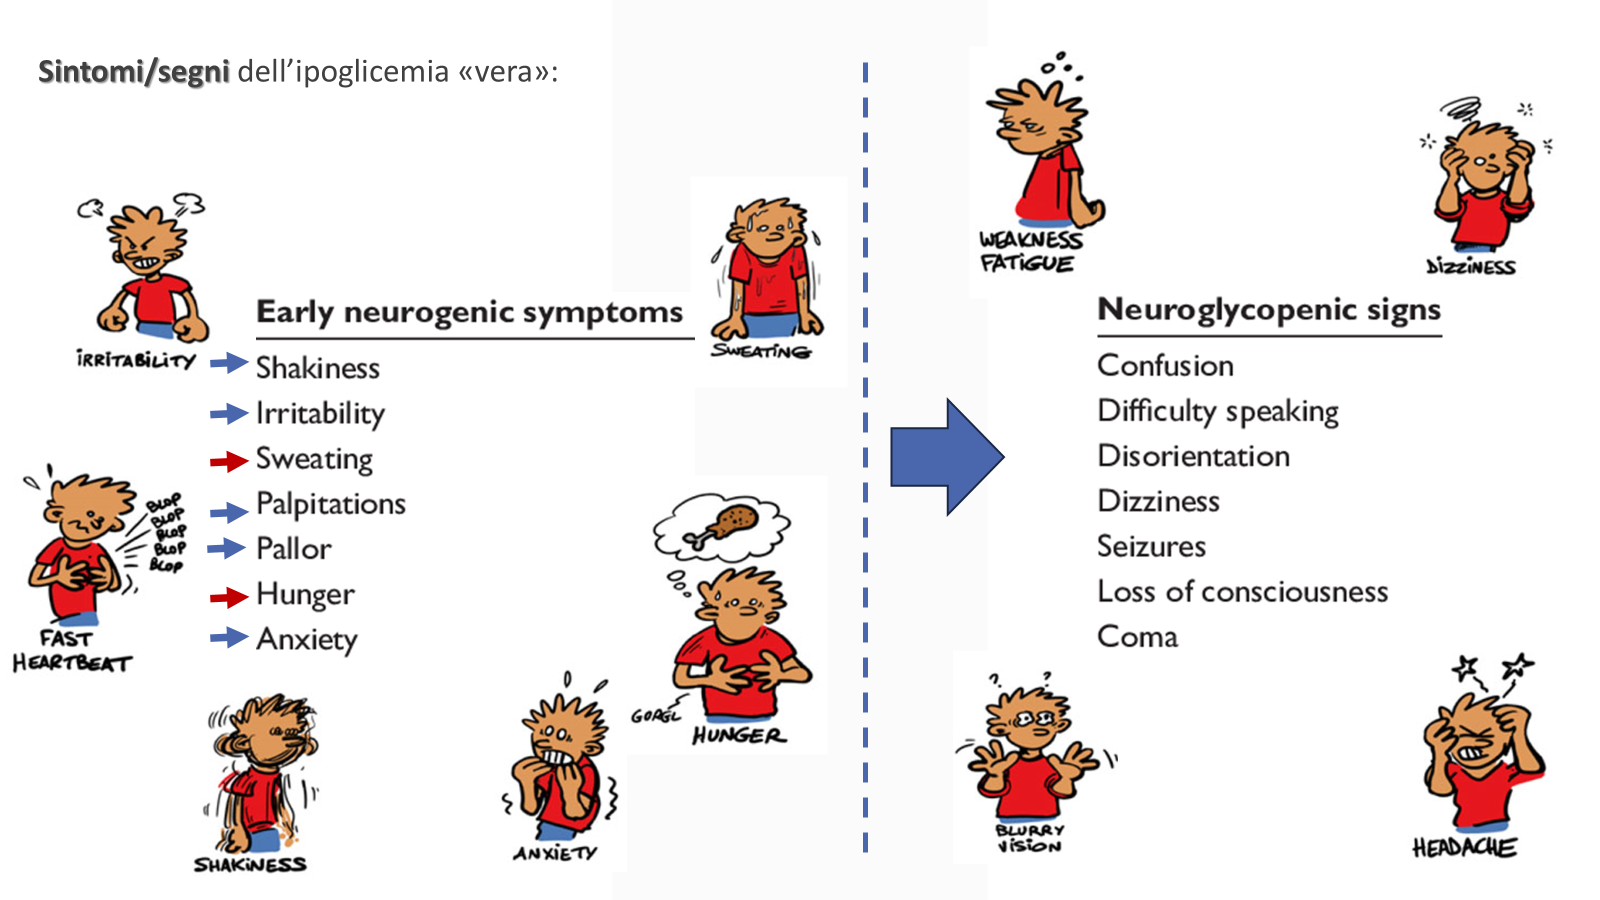 Sintomi/segni dell’ipoglicemia «vera»:
IRRITABILITY
SWEATING
Early neurogenic symptoms
Shakiness
Irritability
Sweating
Palpitations
Pallor
Hunger
Anxiety
BLOP
BLOP
BLOP
BLOP
BLOP
FAST
HEARTBEAT
SHAKINESS
ANXIETY
GORGL
HUNGER
WEAKNESS
FATIGUE
DIZZINESS
Neuroglycopenic signs
Confusion
Difficulty speaking
Disorientation
Dizziness
Seizures
Loss of consciousness
Coma
? ?
BLURRY
VISION
HEADACHE